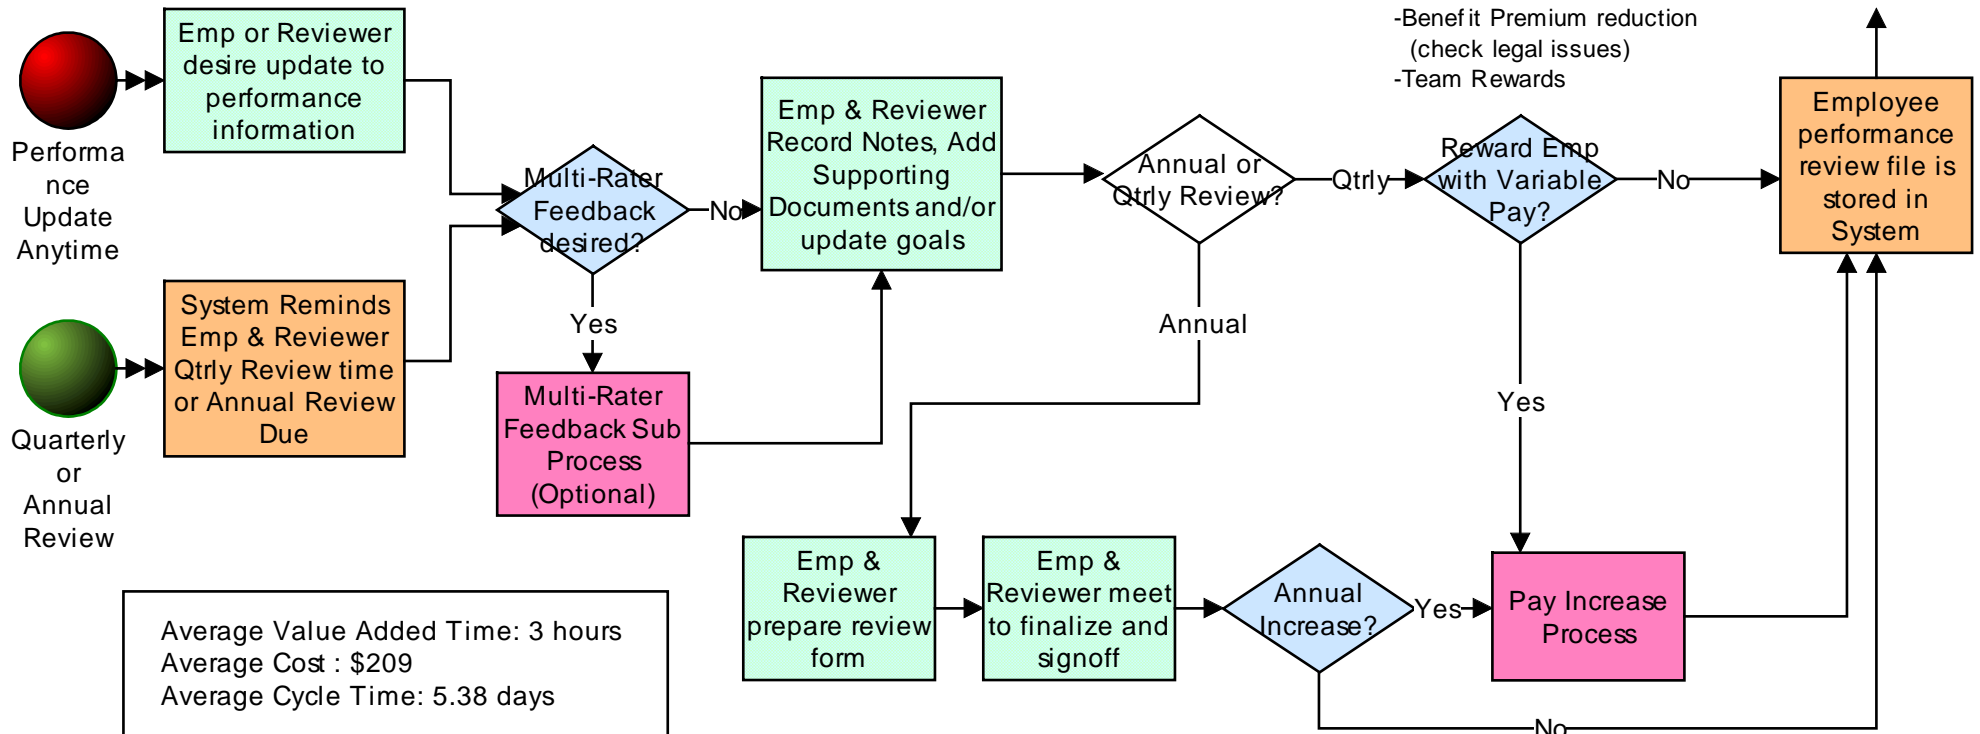 Performa
nce
Update
Anytime
Emp or Reviewer
desire update to
performance
information
Quarterly
or
Annual
Review
System Reminds
Emp & Reviewer
Qtrly Review time
or Annual Review
Due
Multi-Rater
Feedback
desired?
No
Yes
Multi-Rater
Feedback Sub
Process
(Optional)
Emp & Reviewer
Record Notes, Add
Supporting
Documents and/or
update goals
Annual or
Qtrly Review?
Qtrly
Annual
-Benefit Premium reduction
(check legal issues)
-Team Rewards
Reward Emp
with Variable
Pay?
No
Yes
Employee
performance
review file is
stored in
System
Emp &
Reviewer
prepare review
form
Emp &
Reviewer meet
to finalize and
signoff
Annual
Increase?
Yes
No
Pay Increase
Process
Average Value Added Time: 3 hours
Average Cost : $209
Average Cycle Time: 5.38 days